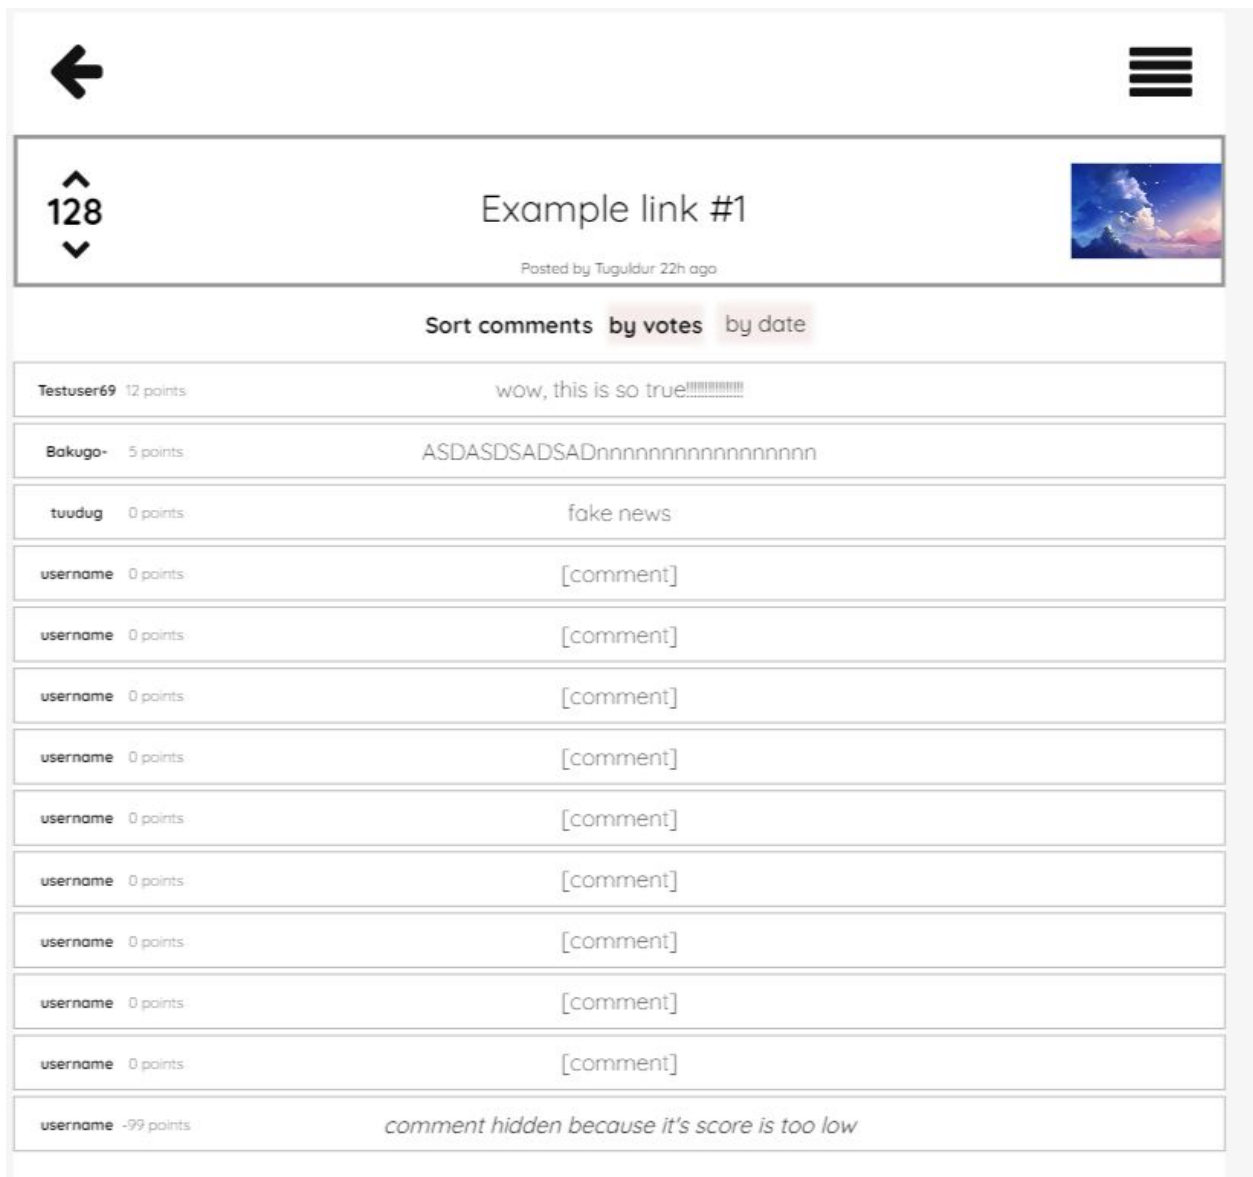 128
Example link #1
Posted by Tuguldur 22h ago
Sort comments by votes by date
Testuser69 12 points wow, this is so true!!!!!!!!!!!!!!!!
Bakugo- 5 points ASDASDSADSADnnnnnnnnnnnnnnnnn
tuudug 0 points fake news
username 0 points [comment]
username 0 points [comment]
username 0 points [comment]
username 0 points [comment]
username 0 points [comment]
username 0 points [comment]
username 0 points [comment]
username 0 points [comment]
username 0 points [comment]
username -99 points comment hidden because it's score is too low